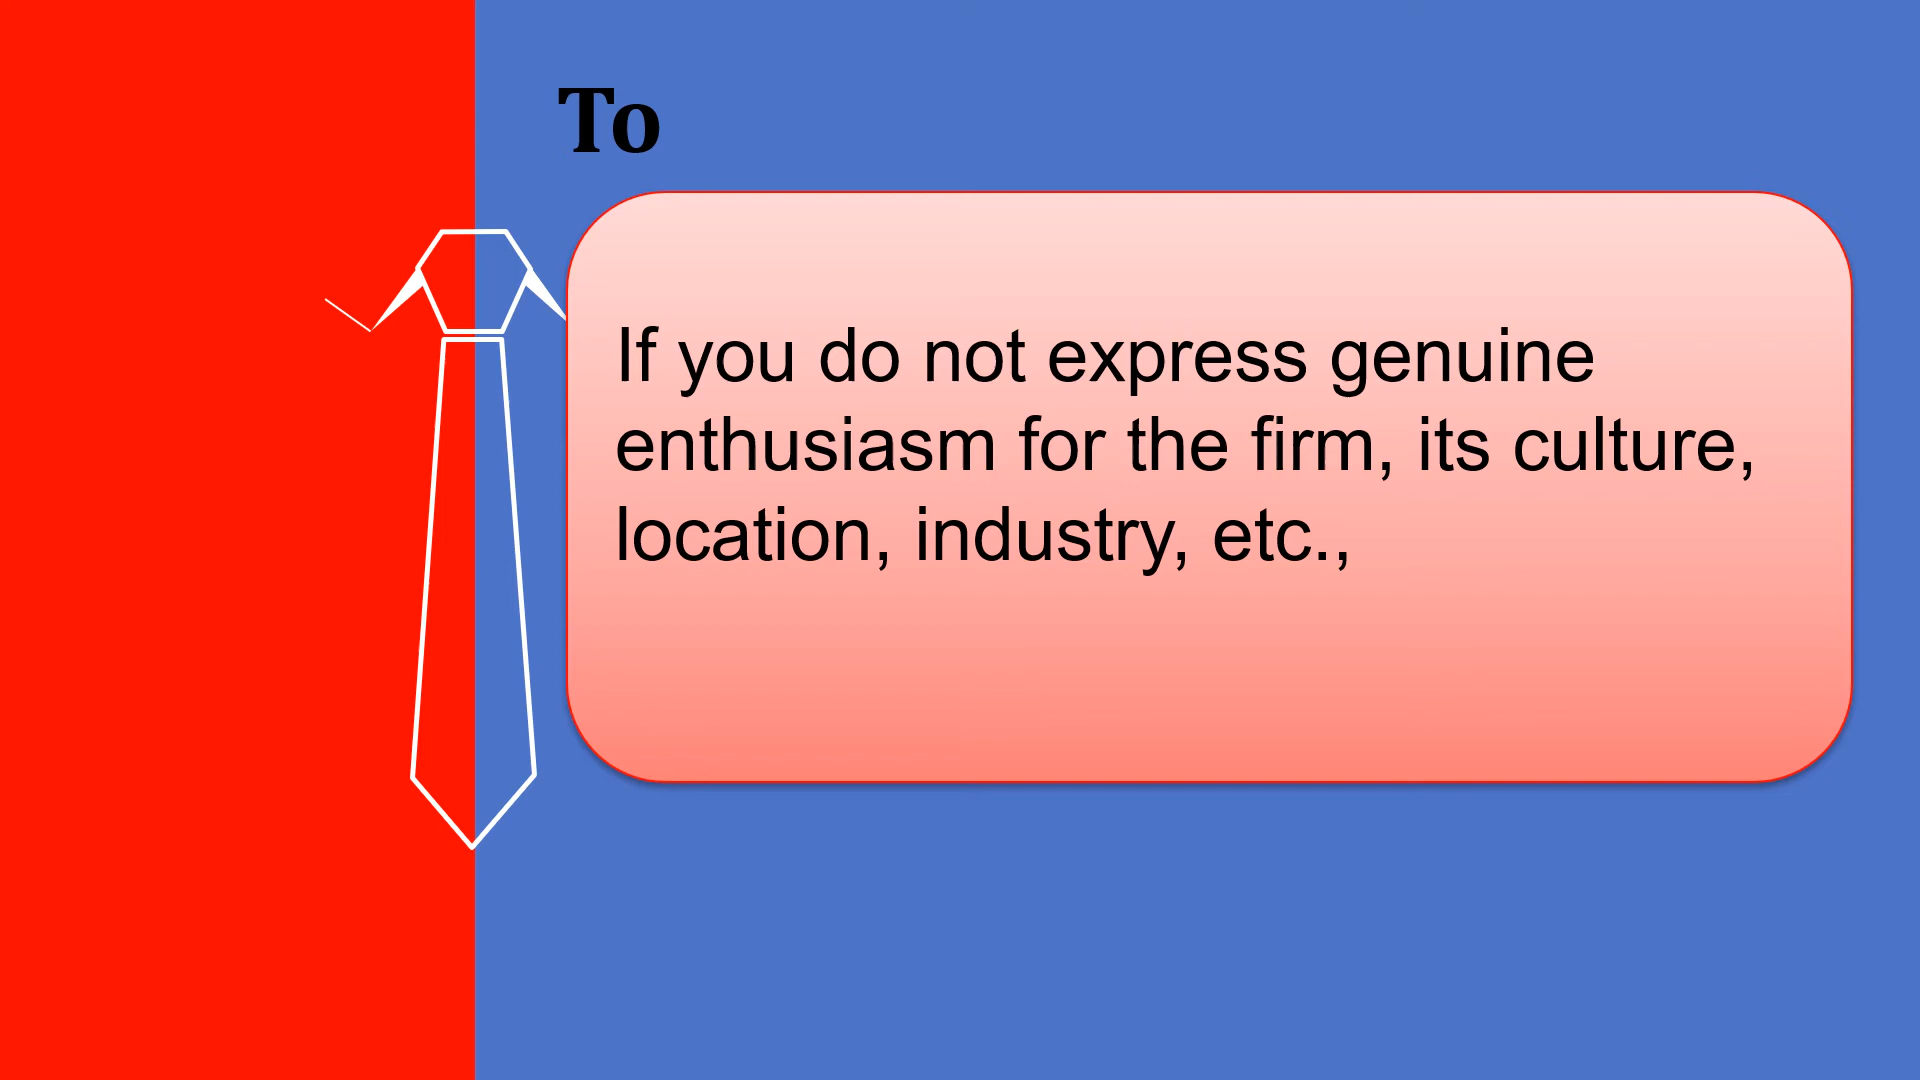 To
If you do not express genuine
enthusiasm for the firm, its culture,
location, industry, etc.,